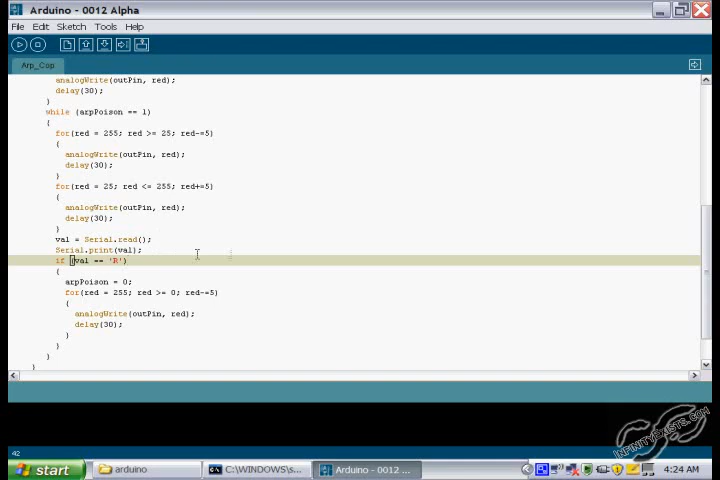 Arduino - 0012 Alpha
File Edit Sketch Tools Help
Arp_Cop
analogWrite(outPin, red);
delay(30);
}
while (arpPoison == 1)
{
for(red = 255; red >= 25; red-=5)
{
analogWrite(outPin, red);
delay(30);
}
for(red = 25; red <= 255; red+=5)
{
analogWrite(outPin, red);
delay(30);
}
val = Serial.read();
Serial.print(val);
if (val == 'R')
{
arpPoison = 0;
for(red = 255; red >= 0; red-=5)
{
analogWrite(outPin, red);
delay(30);
}
}
}
}
InfinityExists.com
42
start arduino C:\WINDOWS\s... Arduino - 0012 ... 4:24 AM